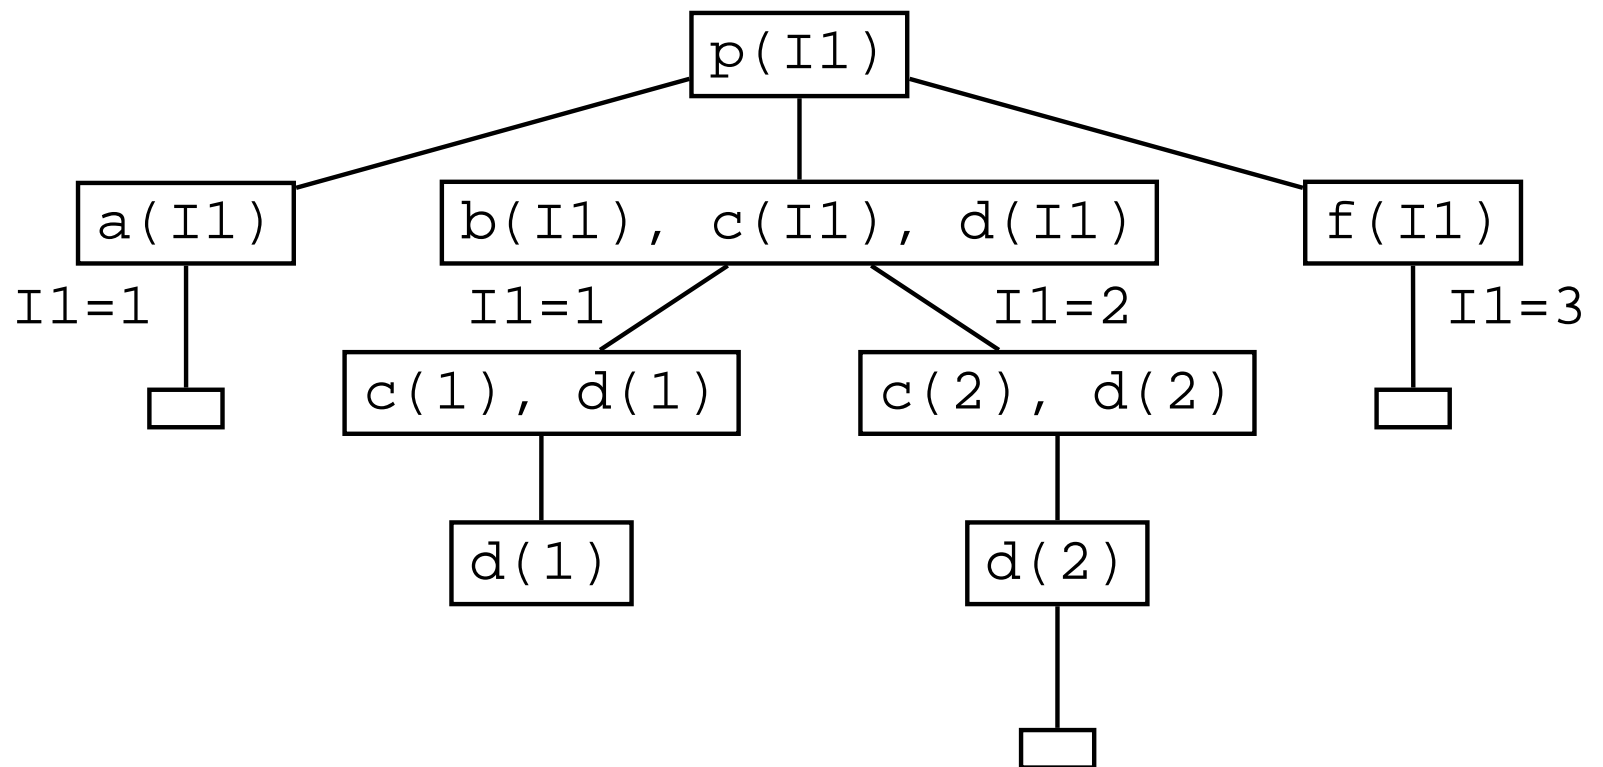 p(I1)
a(I1)
b(I1), c(I1), d(I1)
f(I1)
I1=1
I1=1
I1=2
I1=3
c(1), d(1)
c(2), d(2)
d(1)
d(2)